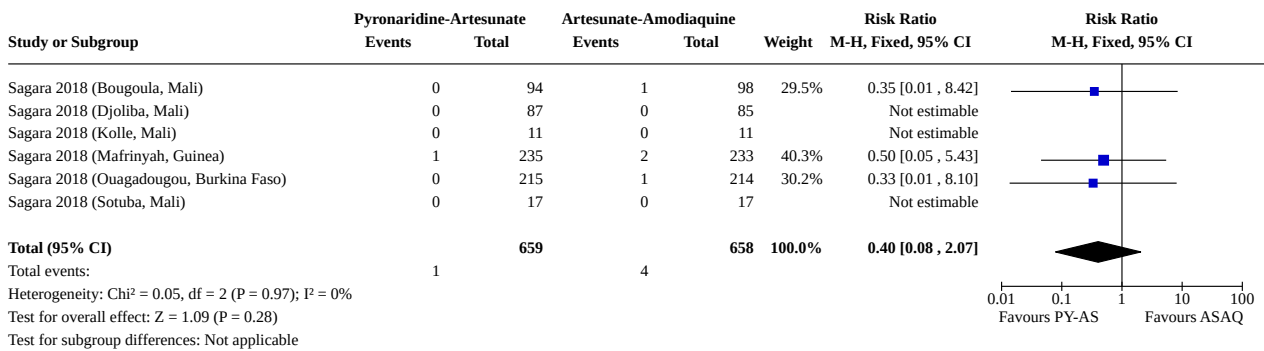 Pyronaridine-Artesunate Artesunate-Amodiaquine Risk Ratio Risk Ratio
Study or Subgroup Events Total Events Total Weight M-H, Fixed, 95% CI M-H, Fixed, 95% CI
Sagara 2018 (Bougoula, Mali) 0 94 1 98 29.5% 0.35 [0.01 , 8.42]
Sagara 2018 (Djoliba, Mali) 0 87 0 85 Not estimable
Sagara 2018 (Kolle, Mali) 0 11 0 11 Not estimable
Sagara 2018 (Mafrinyah, Guinea) 1 235 2 233 40.3% 0.50 [0.05 , 5.43]
Sagara 2018 (Ouagadougou, Burkina Faso) 0 215 1 214 30.2% 0.33 [0.01 , 8.10]
Sagara 2018 (Sotuba, Mali) 0 17 0 17 Not estimable
Total (95% CI) 659 658 100.0% 0.40 [0.08 , 2.07]
Total events: 1 4
Heterogeneity: Chi² = 0.05, df = 2 (P = 0.97); I² = 0%
0.01 0.1 1 10 100
Test for overall effect: Z = 1.09 (P = 0.28) Favours PY-AS Favours ASAQ
Test for subgroup differences: Not applicable